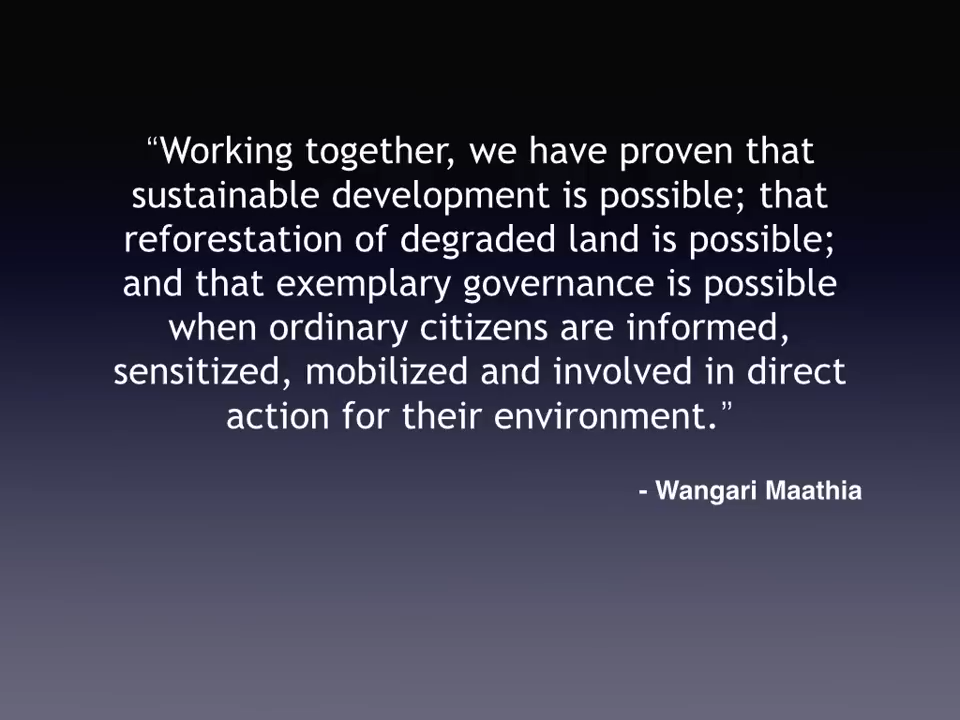 “Working together, we have proven that
sustainable development is possible; that
reforestation of degraded land is possible;
and that exemplary governance is possible
when ordinary citizens are informed,
sensitized, mobilized and involved in direct
action for their environment.”
- Wangari Maathia